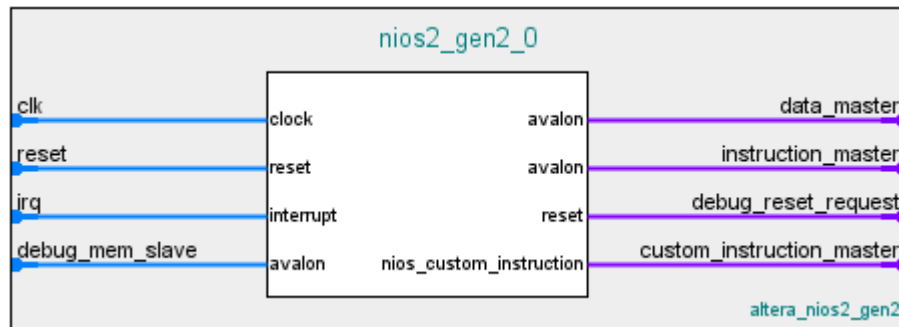 nios2_gen2_0
clk clock avalon data_master
reset reset avalon instruction_master
irq interrupt reset debug_reset_request
debug_mem_slave avalon nios_custom_instruction custom_instruction_master
altera_nios2_gen2